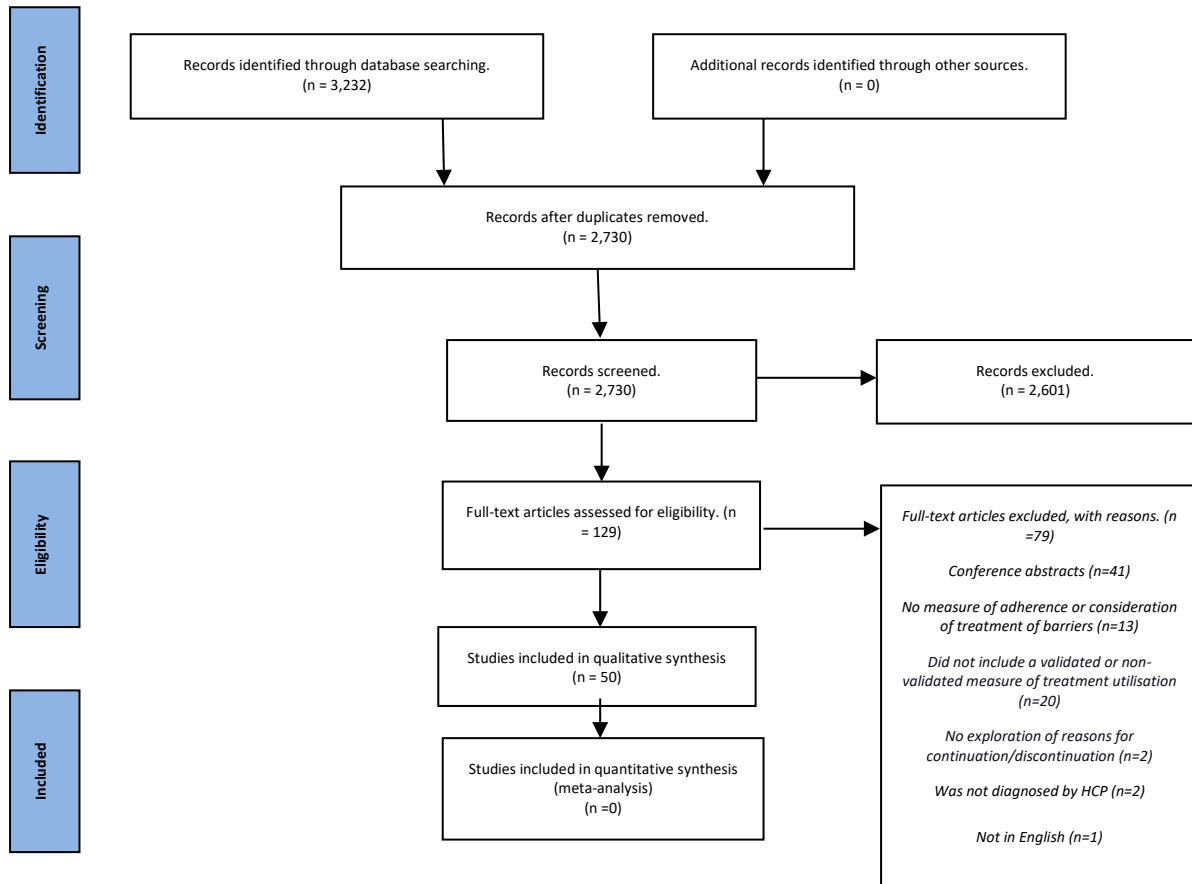 Identification
Records identified through database searching.
(n = 3,232)
Additional records identified through other sources.
(n = 0)
Records after duplicates removed.
(n = 2,730)
Screening
Records screened.
(n = 2,730)
Records excluded.
(n = 2,601)
Eligibility
Full-text articles assessed for eligibility. (n
= 129)
Full-text articles excluded, with reasons. (n
=79)
Conference abstracts (n=41)
No measure of adherence or consideration
of treatment of barriers (n=13)
Did not include a validated or non-
validated measure of treatment utilisation
(n=20)
No exploration of reasons for
continuation/discontinuation (n=2)
Was not diagnosed by HCP (n=2)
Not in English (n=1)
Included
Studies included in qualitative synthesis
(n = 50)
Studies included in quantitative synthesis
(meta-analysis)
(n =0)